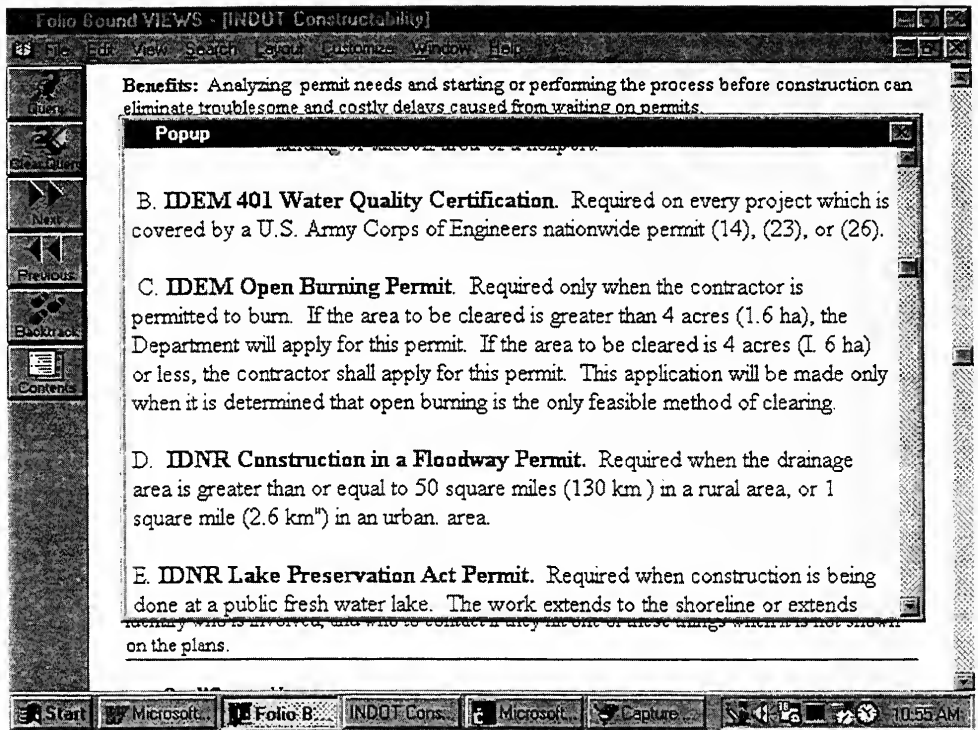 Folio Bound VIEWS - [INDOT Constructability]
File Edit View Search Layout Customize Window Help
Query
Clear Query
Next
Previous
Backtrack
Contents
Benefits: Analyzing permit needs and starting or performing the process before construction can
eliminate troublesome and costly delays caused from waiting on permits.
Popup
B. IDEM 401 Water Quality Certification. Required on every project which is
covered by a U.S. Army Corps of Engineers nationwide permit (14), (23), or (26).
C. IDEM Open Burning Permit. Required only when the contractor is
permitted to burn. If the area to be cleared is greater than 4 acres (1.6 ha), the
Department will apply for this permit. If the area to be cleared is 4 acres (I. 6 ha)
or less, the contractor shall apply for this permit. This application will be made only
when it is determined that open burning is the only feasible method of clearing.
D. IDNR Construction in a Floodway Permit. Required when the drainage
area is greater than or equal to 50 square miles (130 km ) in a rural area, or 1
square mile (2.6 km") in an urban. area.
E. IDNR Lake Preservation Act Permit. Required when construction is being
done at a public fresh water lake. The work extends to the shoreline or extends
on the plans.
Start Microsoft... Folio B... INDOT Cons... Microsoft... Capture ... 10:55 AM